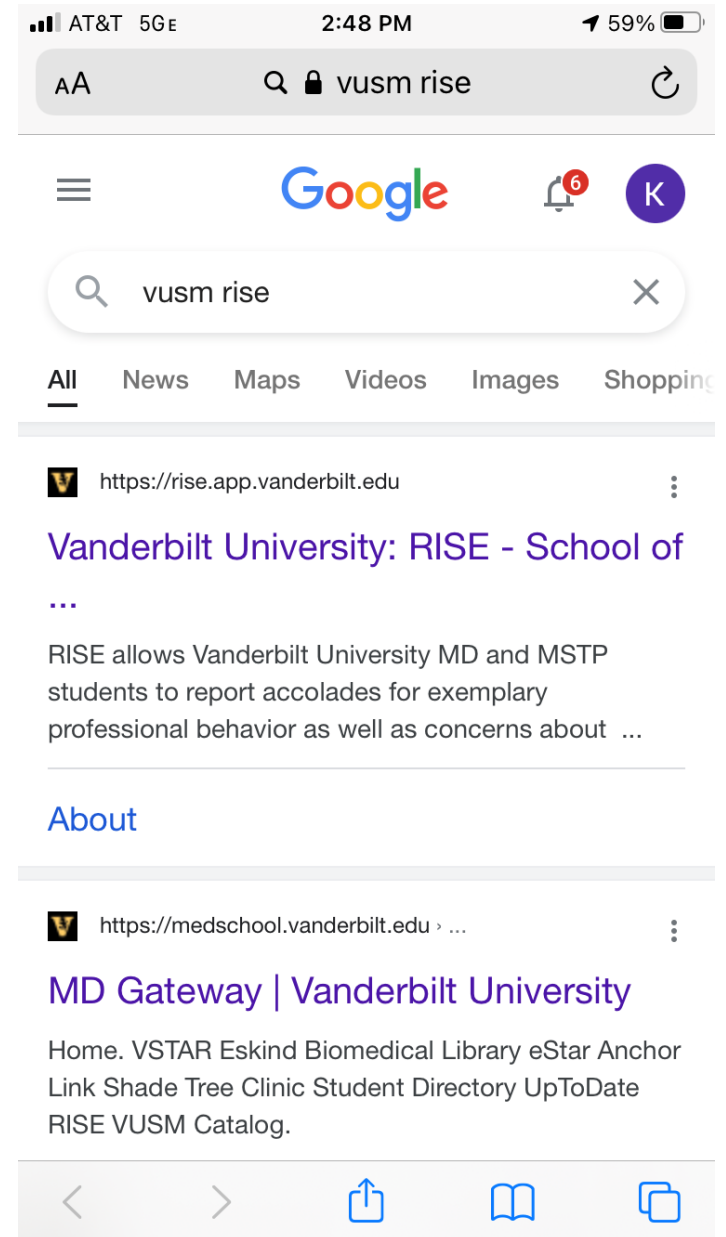 AT&T 5GE 2:48 PM 59%
AA vusm rise
Google 6 K
vusm rise
All News Maps Videos Images Shopping
https://rise.app.vanderbilt.edu
Vanderbilt University: RISE - School of
...
RISE allows Vanderbilt University MD and MSTP
students to report accolades for exemplary
professional behavior as well as concerns about ...
About
https://medschool.vanderbilt.edu › ...
MD Gateway | Vanderbilt University
Home. VSTAR Eskind Biomedical Library eStar Anchor
Link Shade Tree Clinic Student Directory UpToDate
RISE VUSM Catalog.